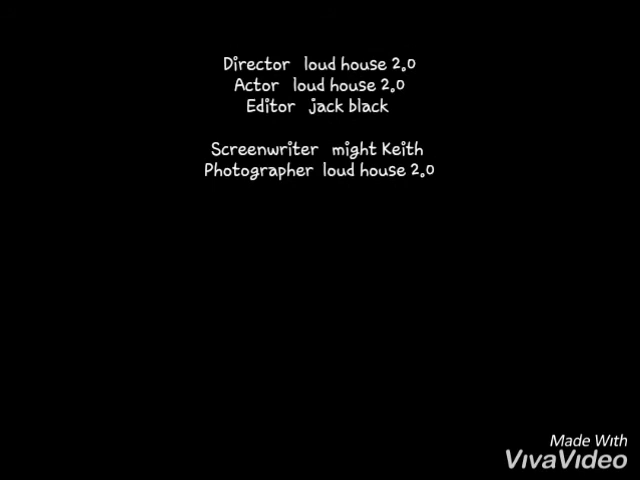 Director loud house 2.0
Actor loud house 2.0
Editor jack black
Screenwriter might Keith
Photographer loud house 2.0
Made With
VivaVideo